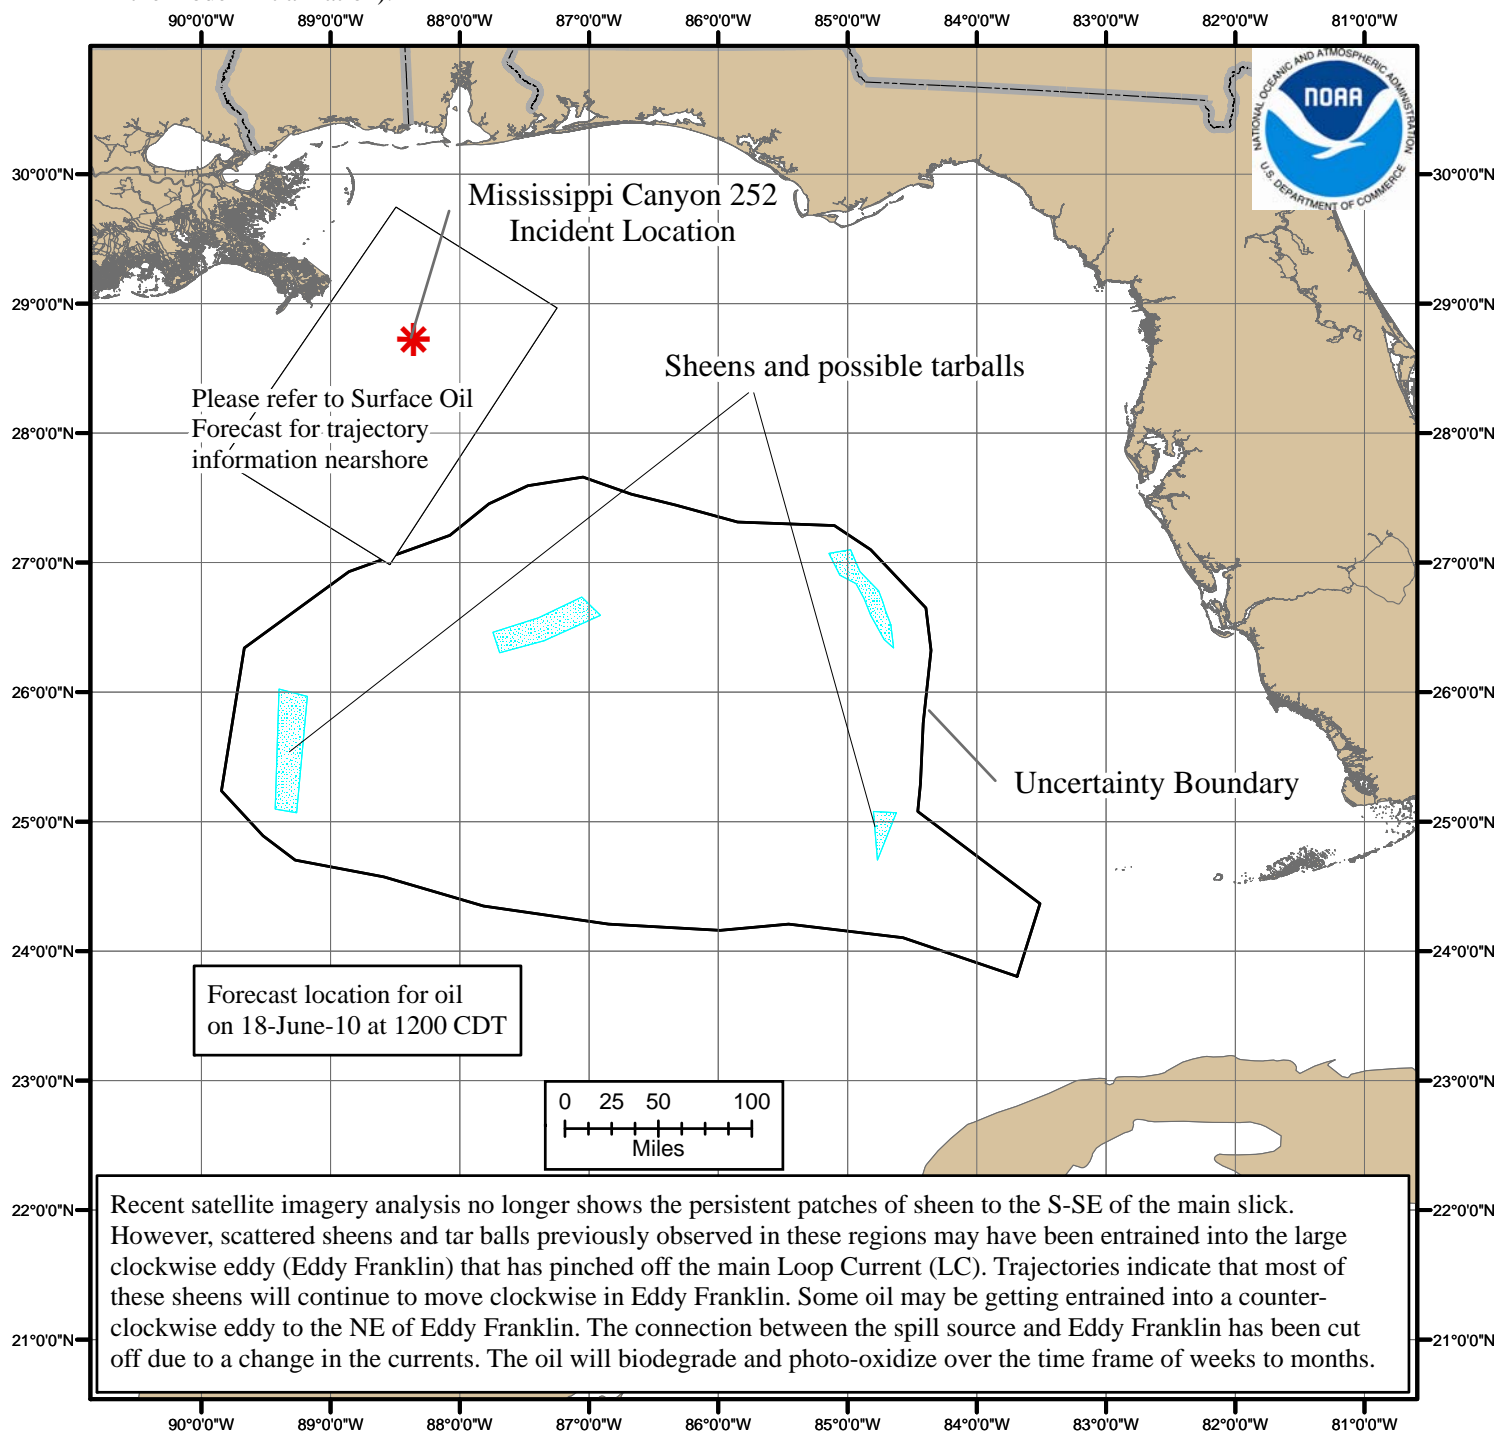 90°0'0"W 89°0'0"W 88°0'0"W 87°0'0"W 86°0'0"W 85°0'0"W 84°0'0"W 83°0'0"W 82°0'0"W 81°0'0"W
NATIONAL OCEANIC AND ATMOSPHERIC ADMINISTRATION
NOAA
U.S. DEPARTMENT OF COMMERCE
30°0'0"N 30°0'0"N
Mississippi Canyon 252
Incident Location
29°0'0"N 29°0'0"N
Sheens and possible tarballs
Please refer to Surface Oil
Forecast for trajectory
information nearshore
28°0'0"N 28°0'0"N
27°0'0"N 27°0'0"N
26°0'0"N 26°0'0"N
Uncertainty Boundary
25°0'0"N 25°0'0"N
24°0'0"N 24°0'0"N
Forecast location for oil
on 18-June-10 at 1200 CDT
23°0'0"N 23°0'0"N
0 25 50 100
Miles
22°0'0"N 22°0'0"N
Recent satellite imagery analysis no longer shows the persistent patches of sheen to the S-SE of the main slick.
However, scattered sheens and tar balls previously observed in these regions may have been entrained into the large
clockwise eddy (Eddy Franklin) that has pinched off the main Loop Current (LC). Trajectories indicate that most of
these sheens will continue to move clockwise in Eddy Franklin. Some oil may be getting entrained into a counter-
clockwise eddy to the NE of Eddy Franklin. The connection between the spill source and Eddy Franklin has been cut
off due to a change in the currents. The oil will biodegrade and photo-oxidize over the time frame of weeks to months.
21°0'0"N 21°0'0"N
90°0'0"W 89°0'0"W 88°0'0"W 87°0'0"W 86°0'0"W 85°0'0"W 84°0'0"W 83°0'0"W 82°0'0"W 81°0'0"W